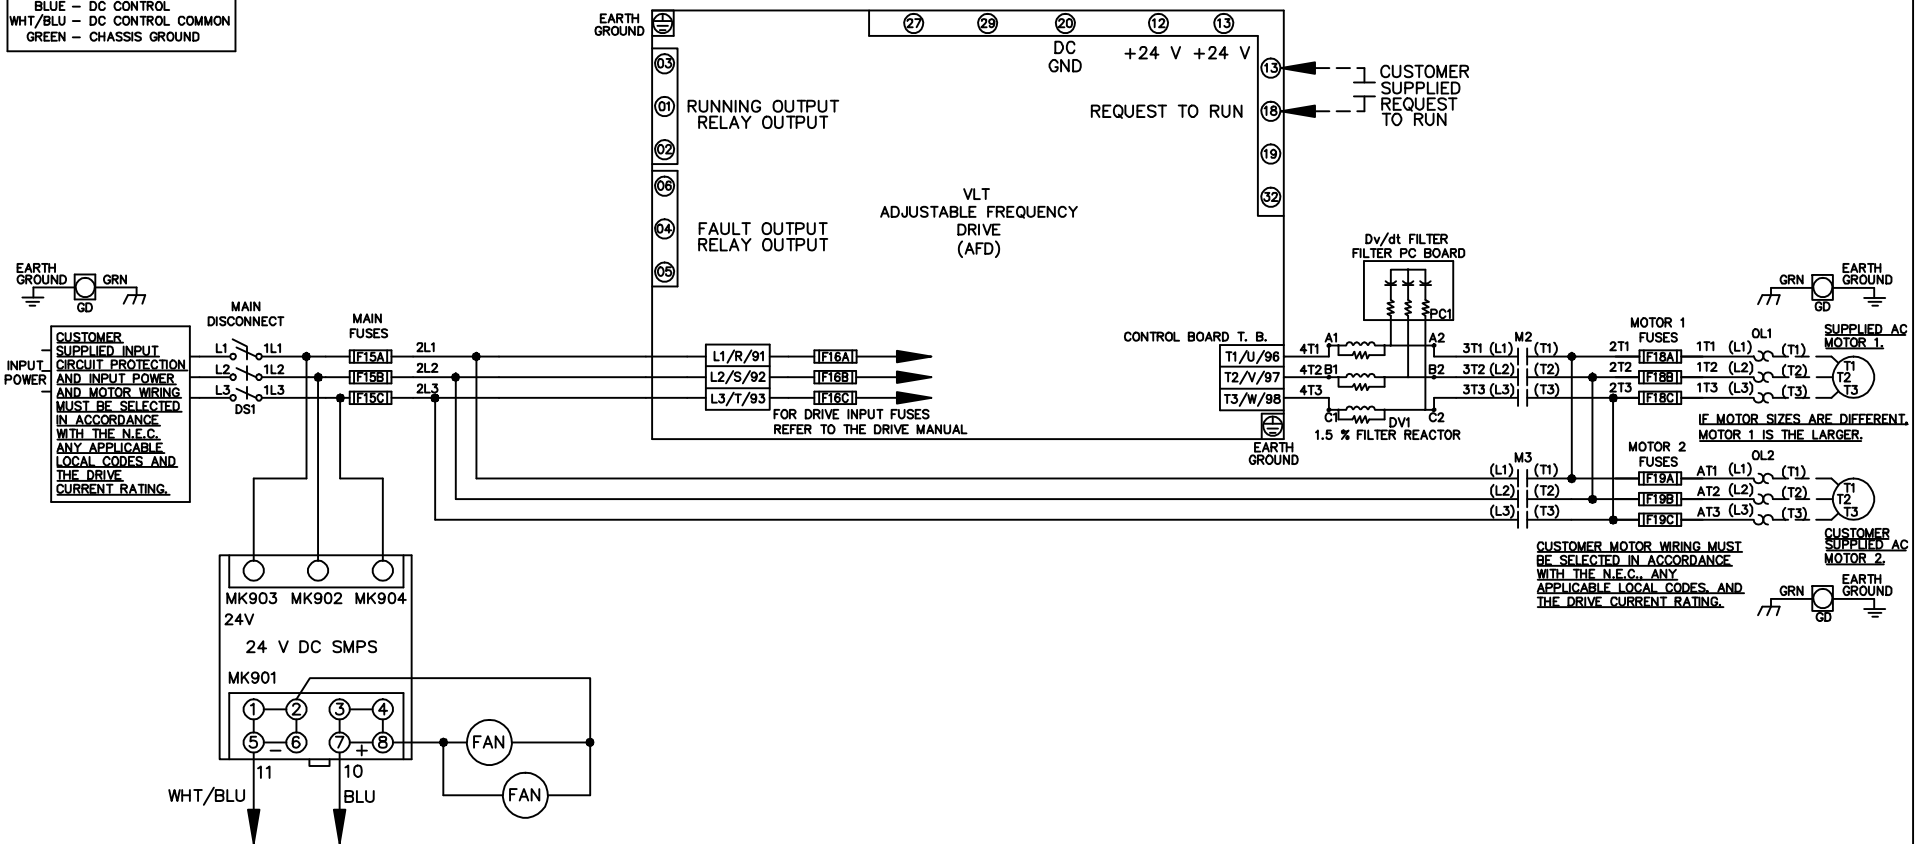 BLUE – DC CONTROL
WHT/BLU – DC CONTROL COMMON
GREEN – CHASSIS GROUND
EARTH
GROUND
03
01
02
RUNNING OUTPUT
RELAY OUTPUT
06
04
05
FAULT OUTPUT
RELAY OUTPUT
27
29
20
12
13
DC
GND
+24 V
+24 V
13
18
19
32
REQUEST TO RUN
CUSTOMER
SUPPLIED
REQUEST
TO RUN
VLT
ADJUSTABLE FREQUENCY
DRIVE
(AFD)
EARTH
GROUND
GRN
GD
INPUT
POWER
CUSTOMER
SUPPLIED INPUT
CIRCUIT PROTECTION
AND INPUT POWER
AND MOTOR WIRING
MUST BE SELECTED
IN ACCORDANCE
WITH THE N.E.C.
ANY APPLICABLE
LOCAL CODES AND
THE DRIVE
CURRENT RATING.
MAIN
DISCONNECT
L1
1L1
L2
1L2
L3
1L3
DS1
MAIN
FUSES
F15A
F15B
F15C
2L1
2L2
2L3
L1/R/91
L2/S/92
L3/T/93
F16A
F16B
F16C
FOR DRIVE INPUT FUSES
REFER TO THE DRIVE MANUAL
CONTROL BOARD T. B.
T1/U/96
T2/V/97
T3/W/98
EARTH
GROUND
Dv/dt FILTER
FILTER PC BOARD
PC1
4T1
A1
A2
4T2
B1
B2
4T3
C1
C2
DV1
1.5 % FILTER REACTOR
M2
3T1 (L1)
(T1)
3T2 (L2)
(T2)
3T3 (L3)
(T3)
M3
(L1)
(T1)
(L2)
(T2)
(L3)
(T3)
MOTOR 1
FUSES
2T1
F18A
1T1
2T2
F18B
1T2
2T3
F18C
1T3
OL1
(L1)
(T1)
(L2)
(T2)
(L3)
(T3)
GRN
GD
EARTH
GROUND
SUPPLIED AC
MOTOR 1.
T1
T2
T3
IF MOTOR SIZES ARE DIFFERENT,
MOTOR 1 IS THE LARGER.
MOTOR 2
FUSES
F19A
AT1
F19B
AT2
F19C
AT3
OL2
(L1)
(T1)
(L2)
(T2)
(L3)
(T3)
T1
T2
T3
CUSTOMER
SUPPLIED AC
MOTOR 2.
CUSTOMER MOTOR WIRING MUST
BE SELECTED IN ACCORDANCE
WITH THE N.E.C., ANY
APPLICABLE LOCAL CODES, AND
THE DRIVE CURRENT RATING.
GRN
GD
EARTH
GROUND
MK903
MK902
MK904
24V
24 V DC SMPS
MK901
1
2
3
4
5
–
6
7
+
8
11
10
WHT/BLU
BLU
FAN
FAN